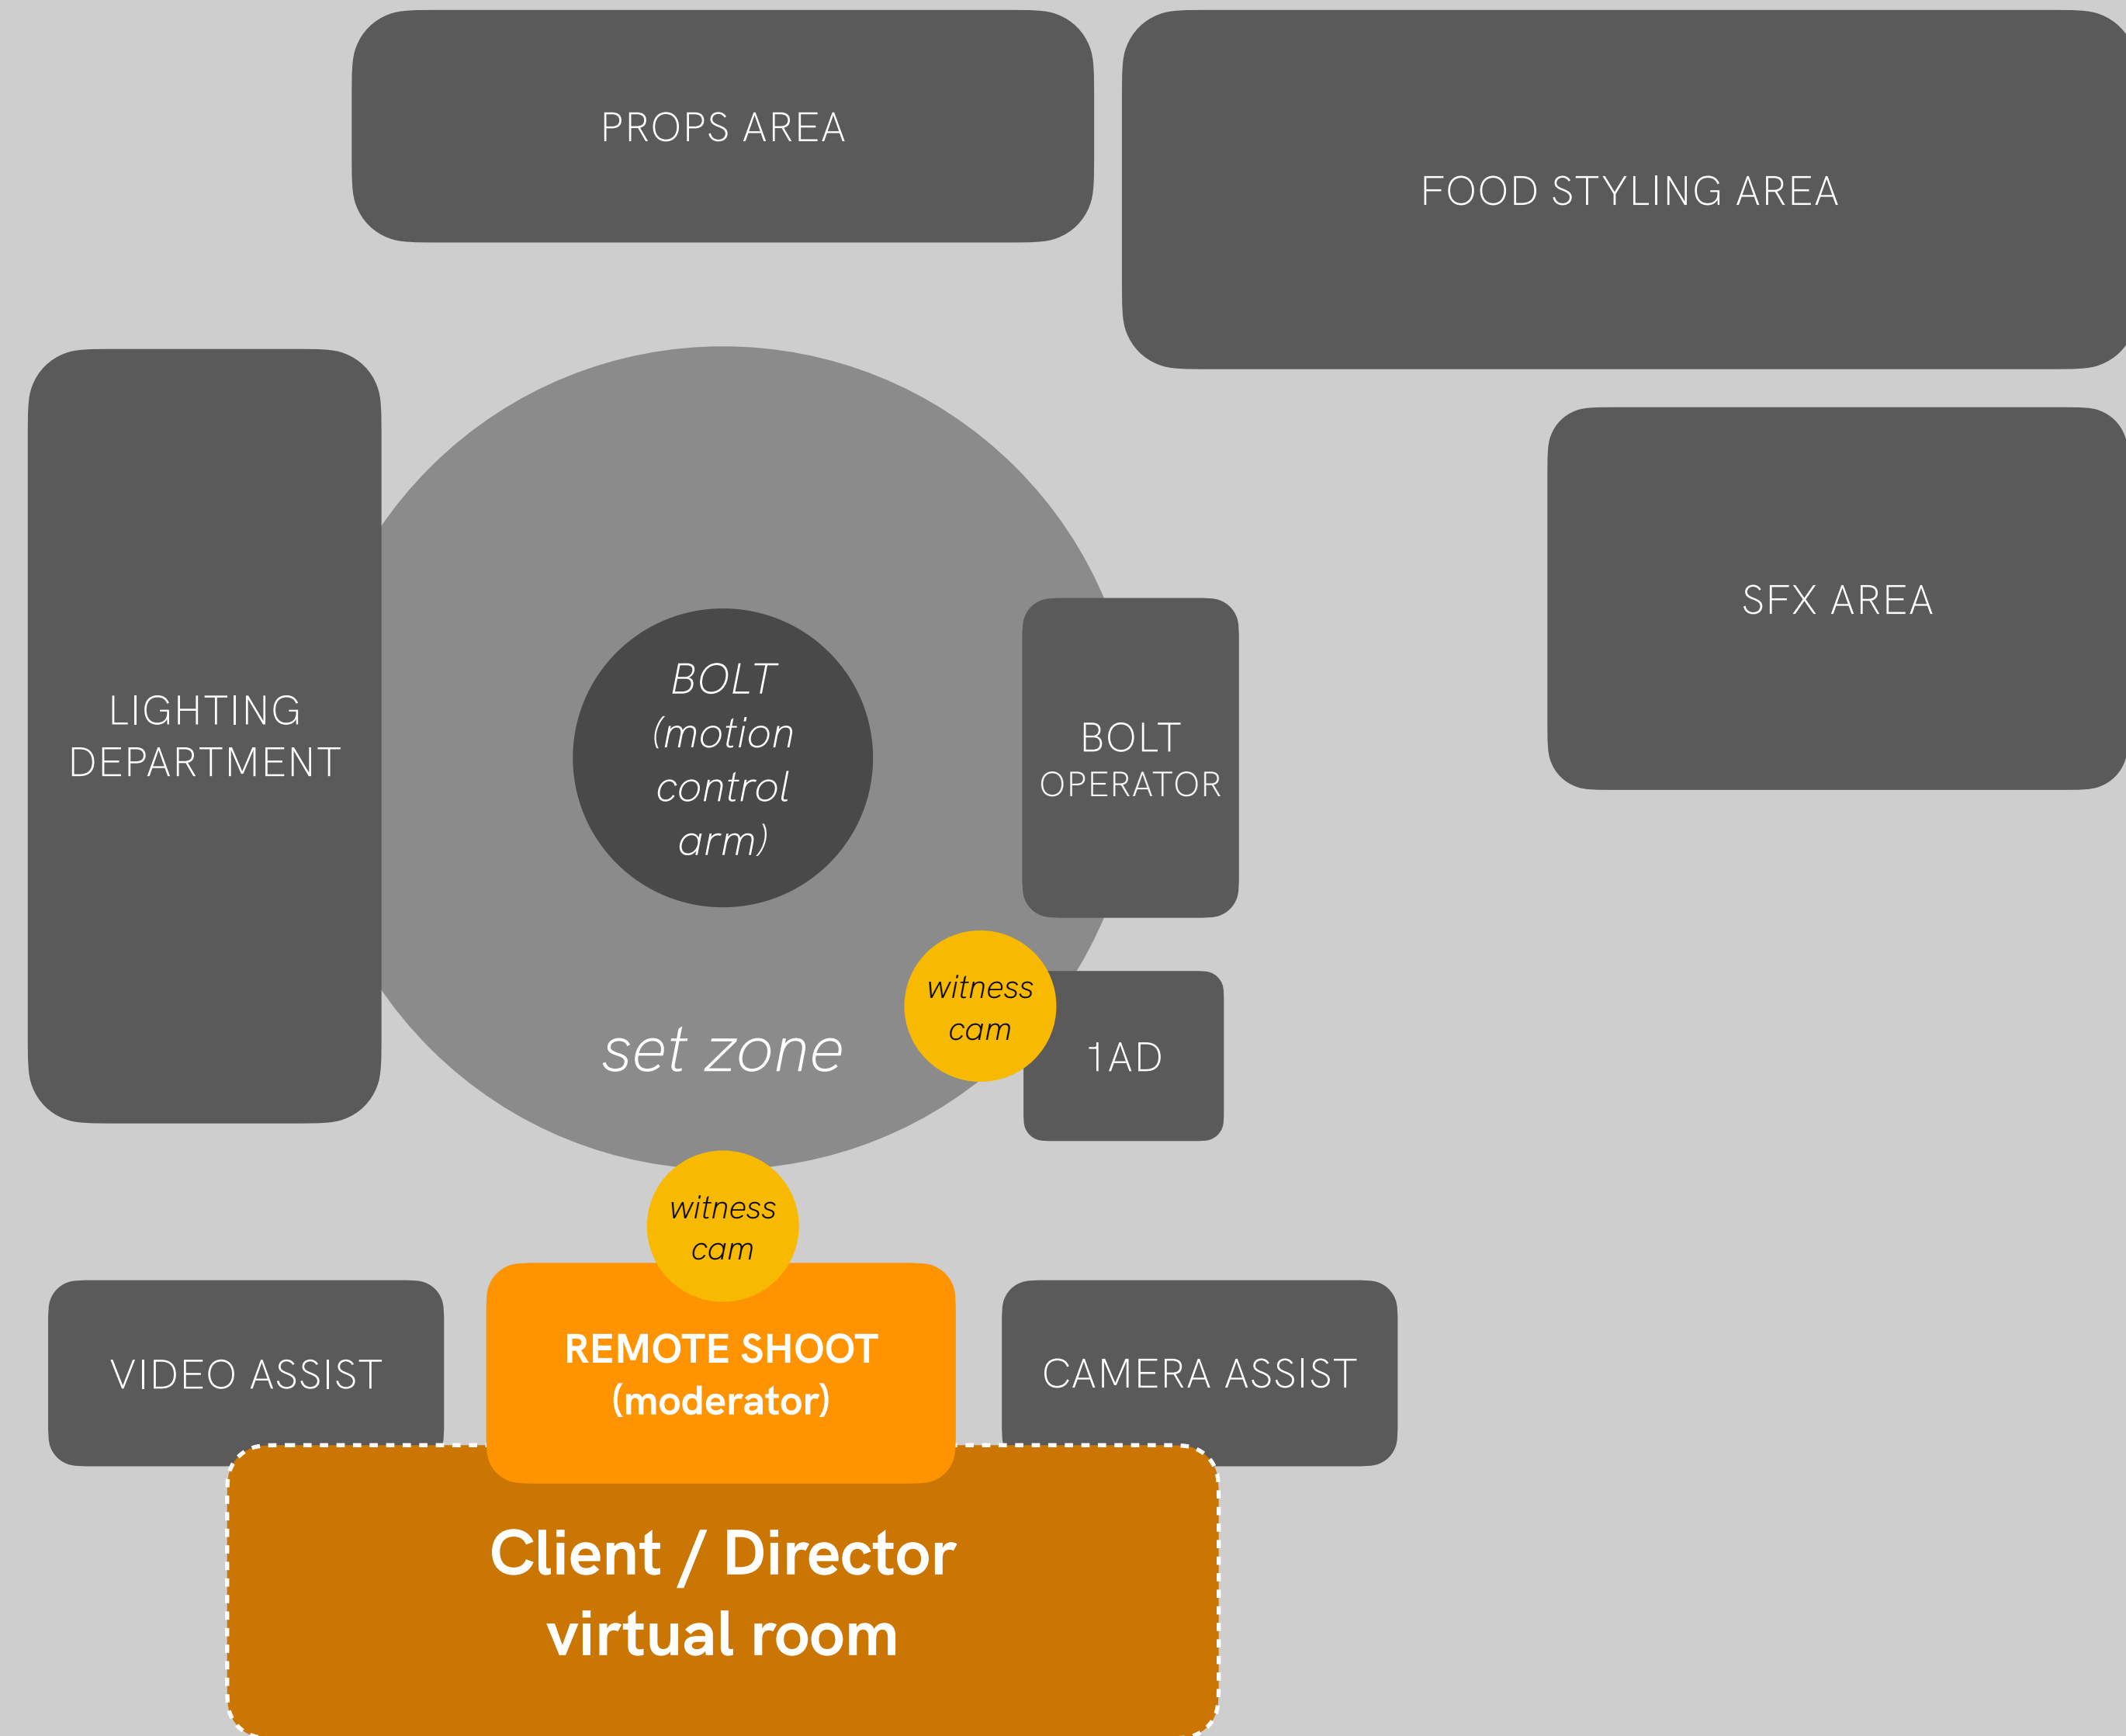 PROPS AREA
FOOD STYLING AREA
SFX AREA
LIGHTING
DEPARTMENT
BOLT
(motion
control
arm)
BOLT
OPERATOR
witness
cam
set zone
1AD
witness
cam
VIDEO ASSIST
REMOTE SHOOT
(moderator)
CAMERA ASSIST
Client / Director
virtual room